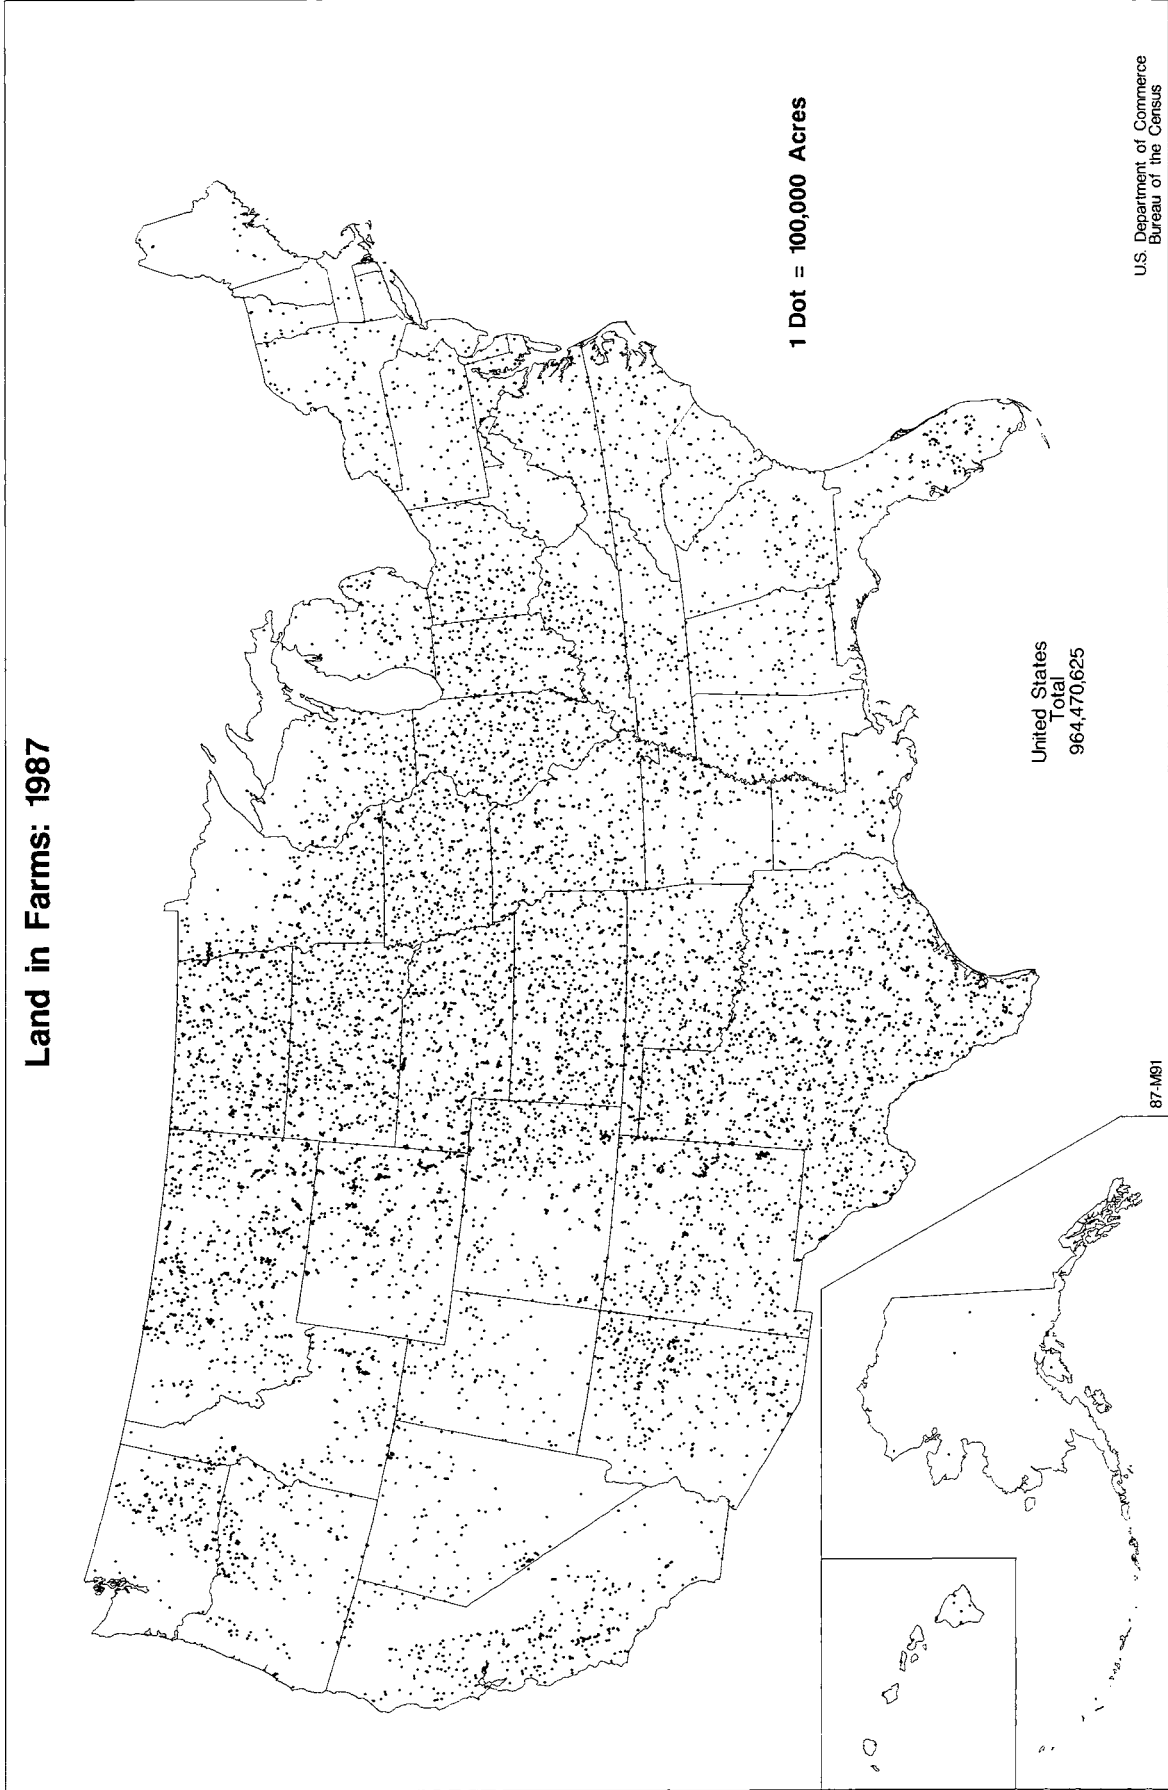 Land in Farms: 1987
1 Dot = 100,000 Acres
United States
Total
964,470,625
87-M91
U.S. Department of Commerce
Bureau of the Census